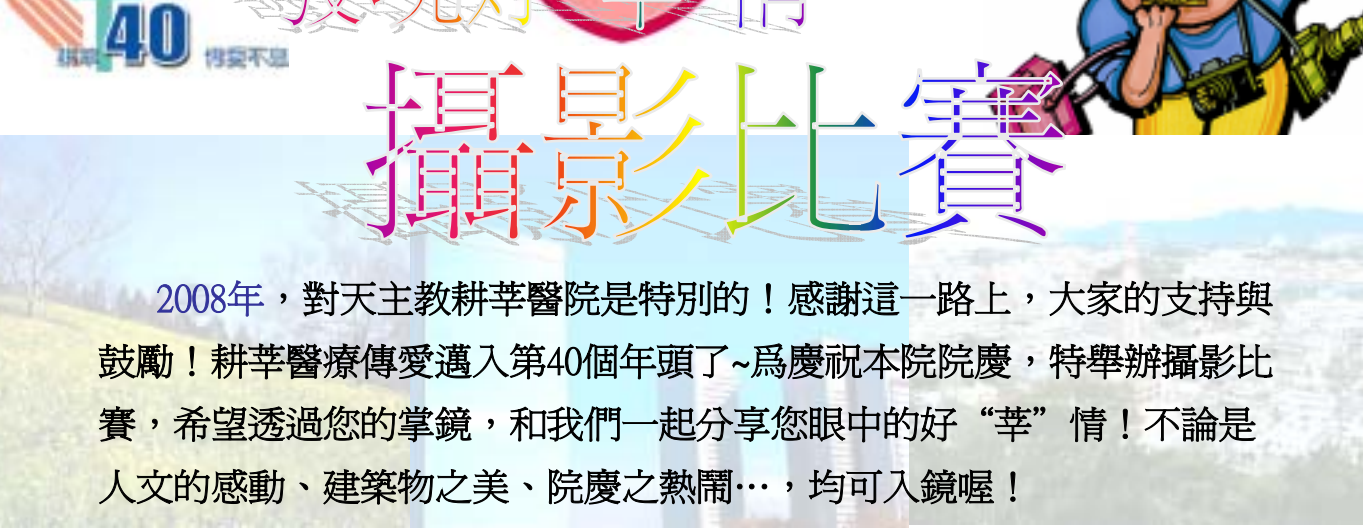 40
博愛不息
攝影比賽
2008年，對天主教耕莘醫院是特別的！感謝這一路上，大家的支持與
鼓勵！耕莘醫療傳愛邁入第40個年頭了~爲慶祝本院院慶，特舉辦攝影比
賽，希望透過您的掌鏡，和我們一起分享您眼中的好“莘”情！不論是
人文的感動、建築物之美、院慶之熱鬧…，均可入鏡喔！